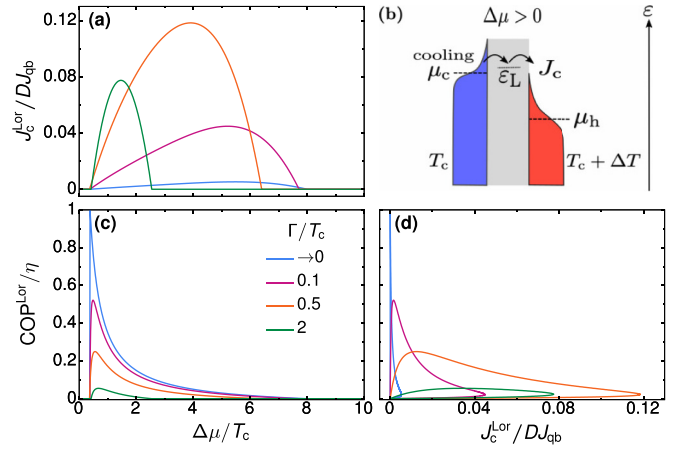 (a)
J_c^Lor/DJ_qb
0.12
0.08
0.04
0
(b)
Δμ > 0
ε
cooling
μ_c
ε_L
J_c
μ_h
T_c
T_c + ΔT
(c)
COP^Lor/η
1
0.8
0.6
0.4
0.2
0
Γ/T_c
→0
0.1
0.5
2
0 2 4 6 8 10
Δμ/T_c
(d)
0 0.04 0.08 0.12
J_c^Lor/DJ_qb